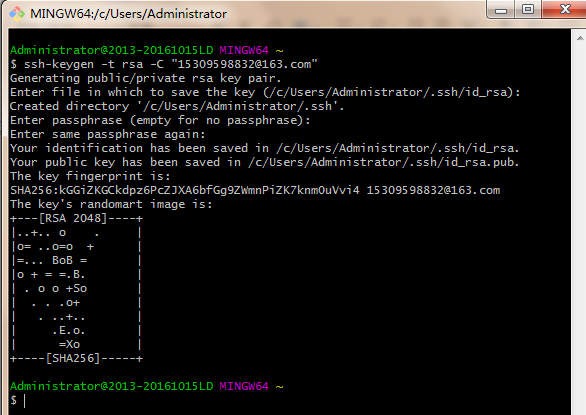 MINGW64:/c/Users/Administrator
Administrator@2013-20161015LD MINGW64 ~
$ ssh-keygen -t rsa -C "15309598832@163.com"
Generating public/private rsa key pair.
Enter file in which to save the key (/c/Users/Administrator/.ssh/id_rsa):
Created directory '/c/Users/Administrator/.ssh'.
Enter passphrase (empty for no passphrase):
Enter same passphrase again:
Your identification has been saved in /c/Users/Administrator/.ssh/id_rsa.
Your public key has been saved in /c/Users/Administrator/.ssh/id_rsa.pub.
The key fingerprint is:
SHA256:kGGiZKGCkdpz6PcZJXA6bfGg9ZWmnPiZK7knmOuVvi4 15309598832@163.com
The key's randomart image is:
+---[RSA 2048]----+
|..+.. o    .     |
|o= ..o=o  +      |
|=... BoB =       |
|o + = =.B.       |
| . o o +So       |
|  . . .o+        |
|   . ..+..       |
|     .E.o.       |
|      =Xo        |
+----[SHA256]-----+
Administrator@2013-20161015LD MINGW64 ~
$